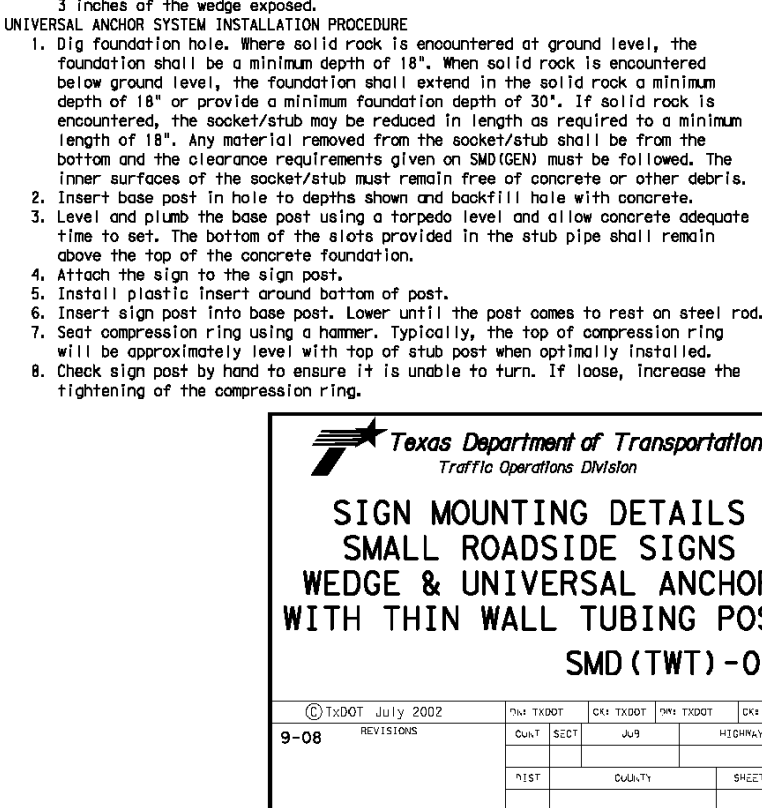 3 inches of the wedge exposed.
UNIVERSAL ANCHOR SYSTEM INSTALLATION PROCEDURE
1. Dig foundation hole. Where solid rock is encountered at ground level, the
foundation shall be a minimum depth of 18". When solid rock is encountered
below ground level, the foundation shall extend in the solid rock a minimum
depth of 18" or provide a minimum foundation depth of 30". If solid rock is
encountered, the socket/stub may be reduced in length as required to a minimum
length of 18". Any material removed from the socket/stub shall be from the
bottom and the clearance requirements given on SMD(GEN) must be followed. The
inner surfaces of the socket/stub must remain free of concrete or other debris.
2. Insert base post in hole to depths shown and backfill hole with concrete.
3. Level and plumb the base post using a torpedo level and allow concrete adequate
time to set. The bottom of the slots provided in the stub pipe shall remain
above the top of the concrete foundation.
4. Attach the sign to the sign post.
5. Install plastic insert around bottom of post.
6. Insert sign post into base post. Lower until the post comes to rest on steel rod.
7. Seat compression ring using a hammer. Typically, the top of compression ring
will be approximately level with top of stub post when optimally installed.
8. Check sign post by hand to ensure it is unable to turn. If loose, increase the
tightening of the compression ring.
Texas Department of Transportation
Traffic Operations Division
SIGN MOUNTING DETAILS
SMALL ROADSIDE SIGNS
WEDGE & UNIVERSAL ANCHOR
WITH THIN WALL TUBING POS
SMD(TWT)-0
© TxDOT July 2002 DN: TXDOT CK: TXDOT DW: TXDOT CK:
9-08 REVISIONS CONT SECT JOB HIGHWAY
DIST COUNTY SHEET